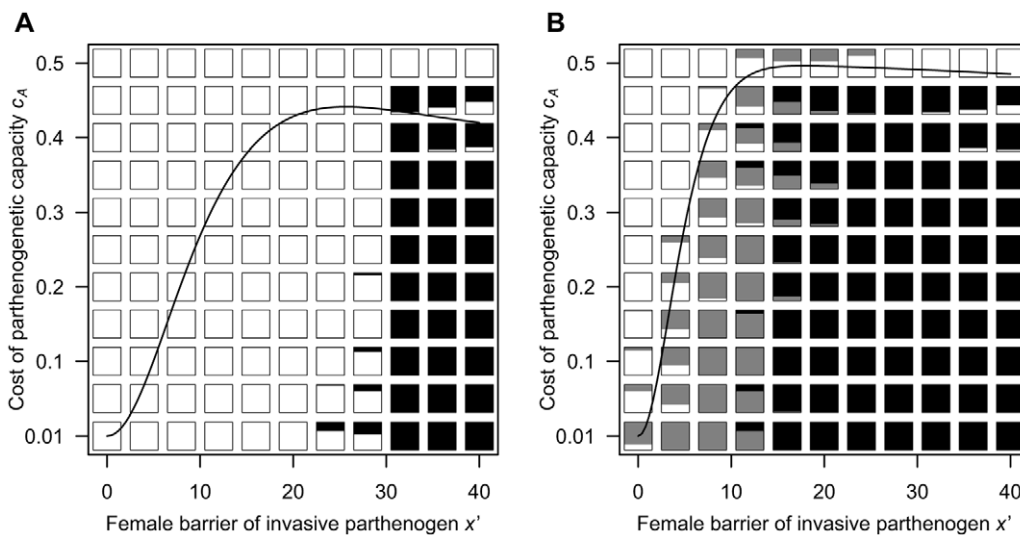 A
Cost of parthenogenetic capacity c_A
0.5
0.4
0.3
0.2
0.1
0.01
0 10 20 30 40
Female barrier of invasive parthenogen x'
B
Cost of parthenogenetic capacity c_A
0.5
0.4
0.3
0.2
0.1
0.01
0 10 20 30 40
Female barrier of invasive parthenogen x'